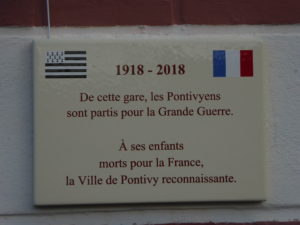 1918 - 2018
De cette gare, les Pontivyens
sont partis pour la Grande Guerre.
À ses enfants
morts pour la France,
la Ville de Pontivy reconnaissante.